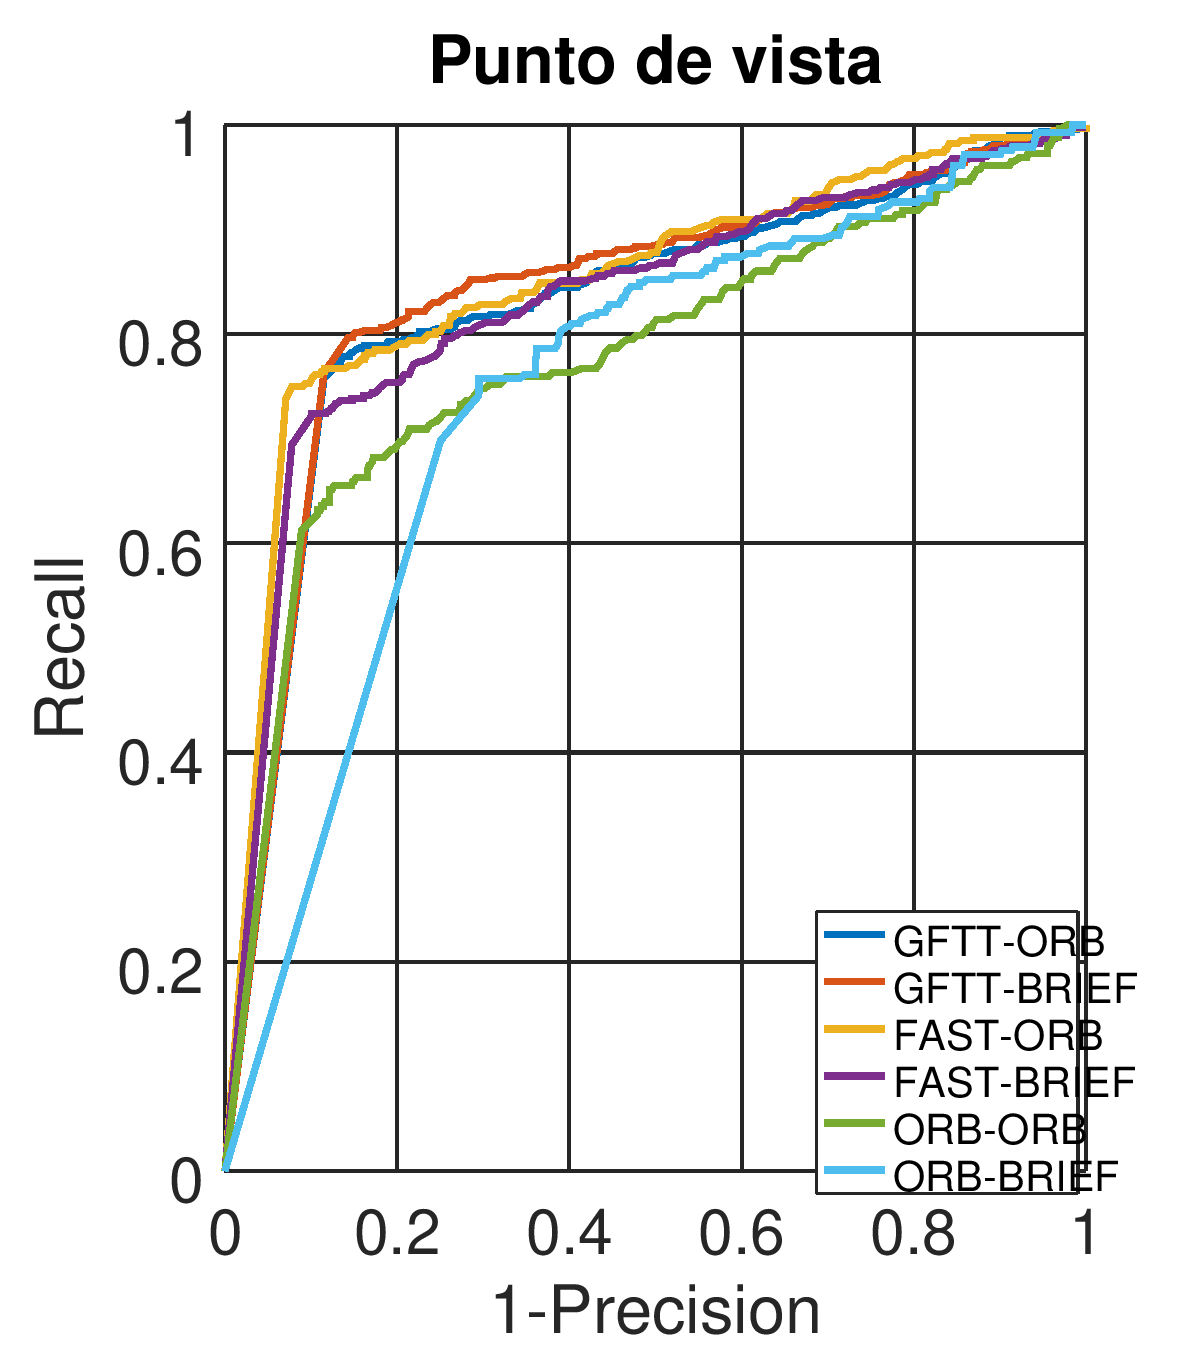 Punto de vista
1
0.8
0.6
0.4
0.2
0
Recall
GFTT-ORB
GFTT-BRIEF
FAST-ORB
FAST-BRIEF
ORB-ORB
ORB-BRIEF
0 0.2 0.4 0.6 0.8 1
1-Precision